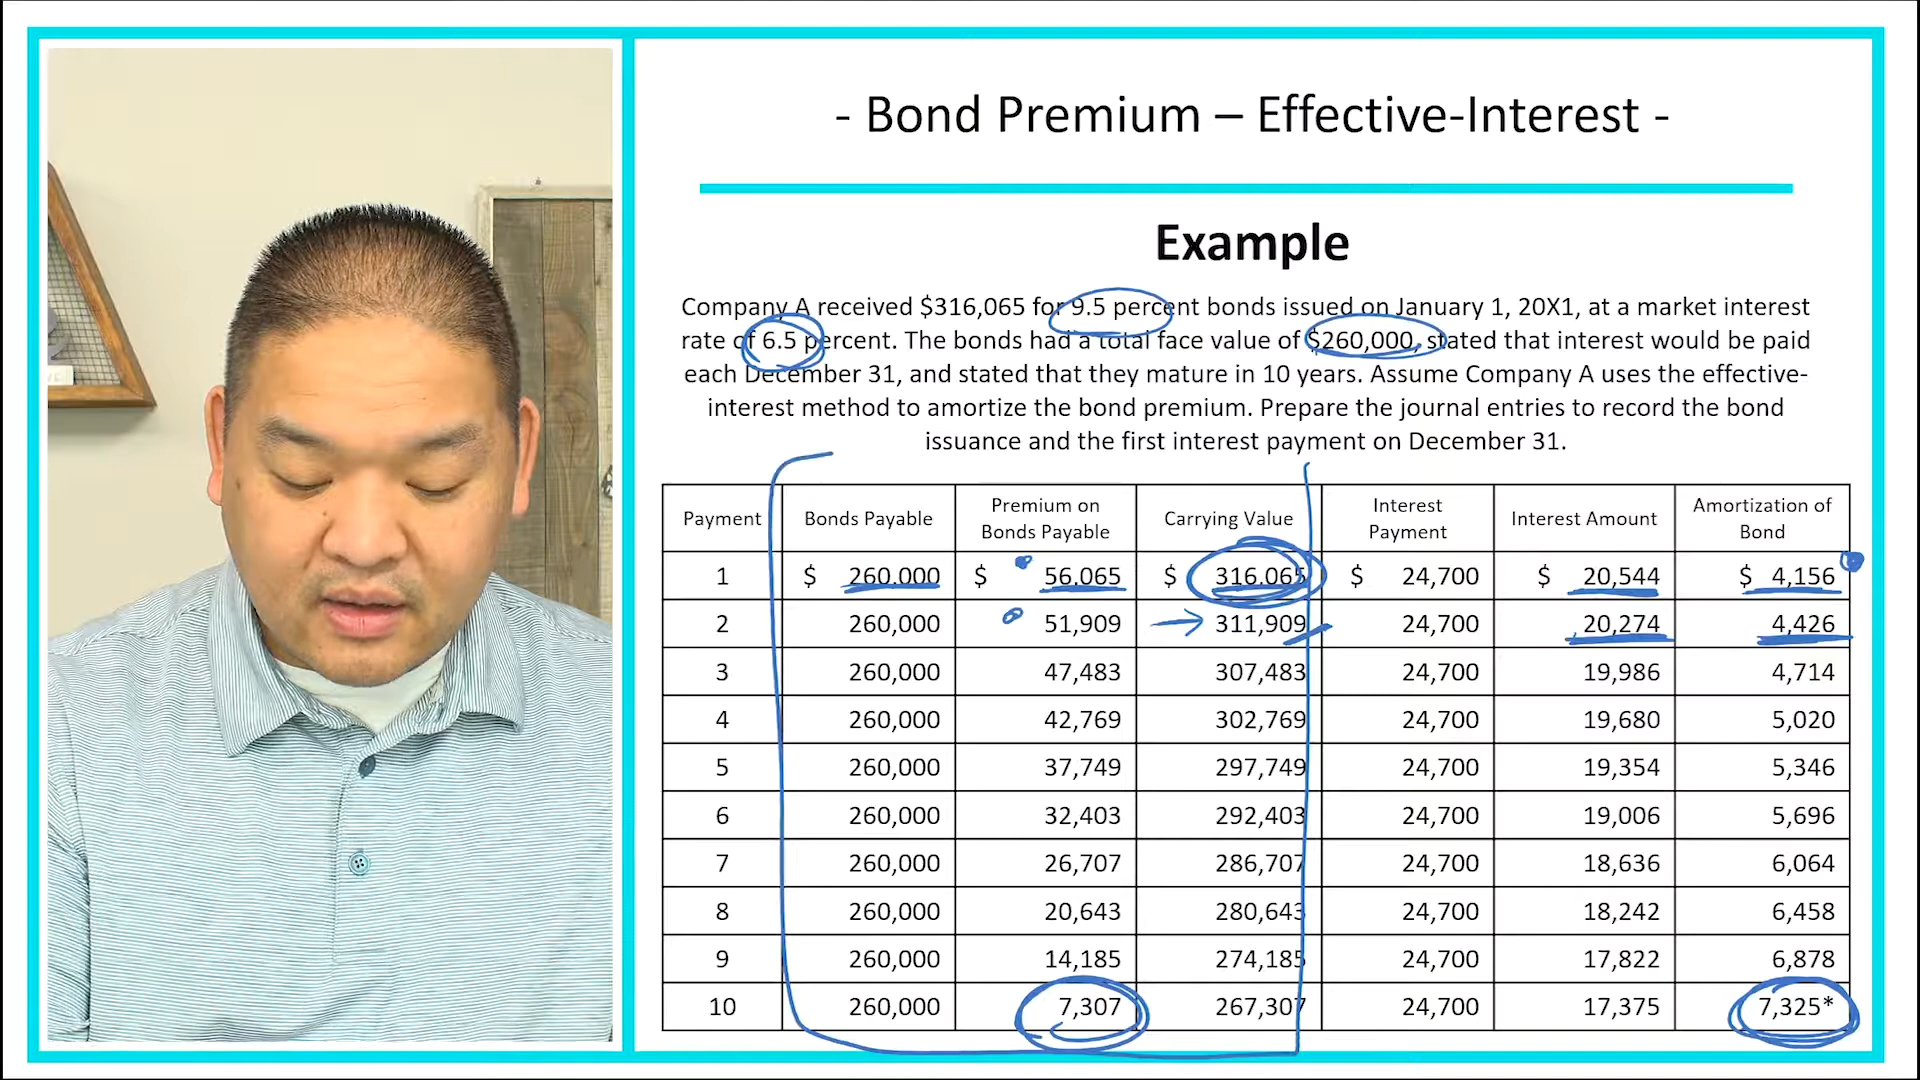 - Bond Premium – Effective-Interest -
Example
Company A received $316,065 for 9.5 percent bonds issued on January 1, 20X1, at a market interest
rate of 6.5 percent. The bonds had a total face value of $260,000, stated that interest would be paid
each December 31, and stated that they mature in 10 years. Assume Company A uses the effective-
interest method to amortize the bond premium. Prepare the journal entries to record the bond
issuance and the first interest payment on December 31.
Payment Bonds Payable Premium on Bonds Payable Carrying Value Interest Payment Interest Amount Amortization of Bond
1 $ 260,000 $ 56,065 $ 316,065 $ 24,700 $ 20,544 $ 4,156
2 260,000 51,909 311,909 24,700 20,274 4,426
3 260,000 47,483 307,483 24,700 19,986 4,714
4 260,000 42,769 302,769 24,700 19,680 5,020
5 260,000 37,749 297,749 24,700 19,354 5,346
6 260,000 32,403 292,403 24,700 19,006 5,696
7 260,000 26,707 286,707 24,700 18,636 6,064
8 260,000 20,643 280,643 24,700 18,242 6,458
9 260,000 14,185 274,185 24,700 17,822 6,878
10 260,000 7,307 267,307 24,700 17,375 7,325*